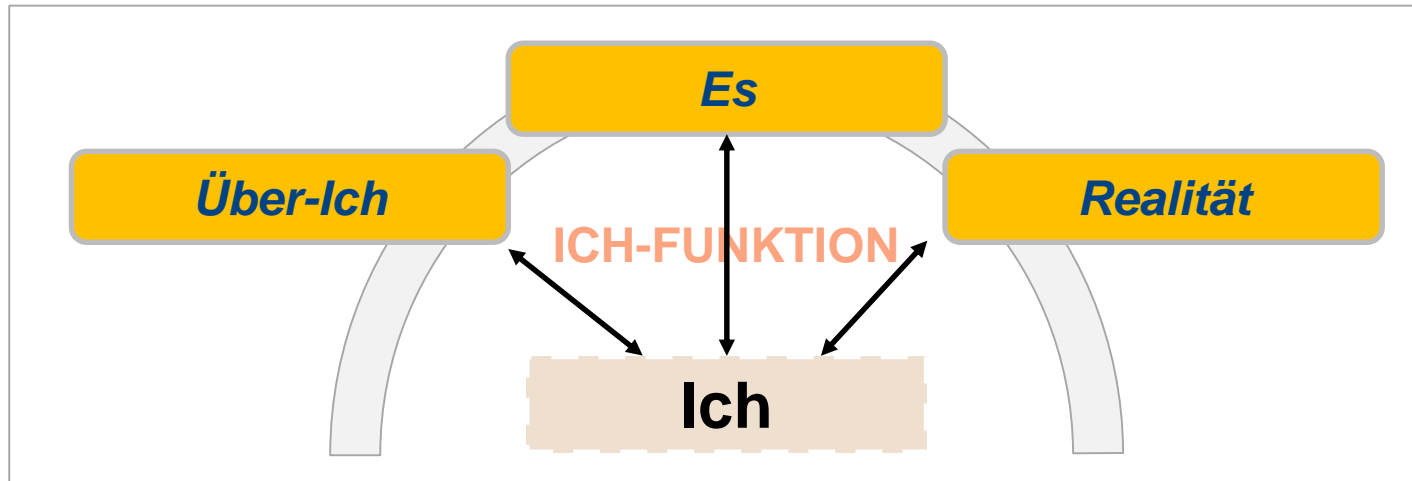 Es
Über-Ich
Realität
ICH-FUNKTION
Ich